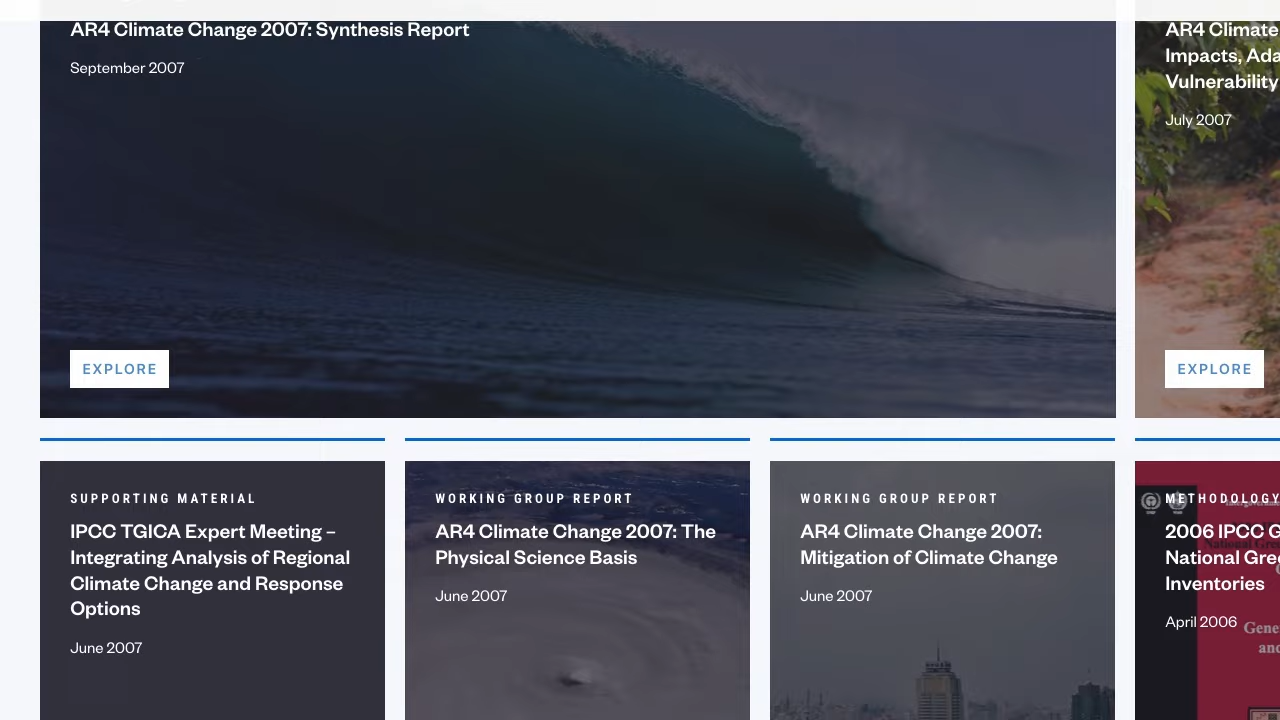 AR4 Climate Change 2007: Synthesis Report
September 2007
EXPLORE
AR4 Climate
Impacts, Ada
Vulnerability
July 2007
EXPLORE
SUPPORTING MATERIAL
IPCC TGICA Expert Meeting –
Integrating Analysis of Regional
Climate Change and Response
Options
June 2007
WORKING GROUP REPORT
AR4 Climate Change 2007: The
Physical Science Basis
June 2007
WORKING GROUP REPORT
AR4 Climate Change 2007:
Mitigation of Climate Change
June 2007
METHODOLOGY
2006 IPCC G
National Gree
Inventories
April 2006
Gene
and